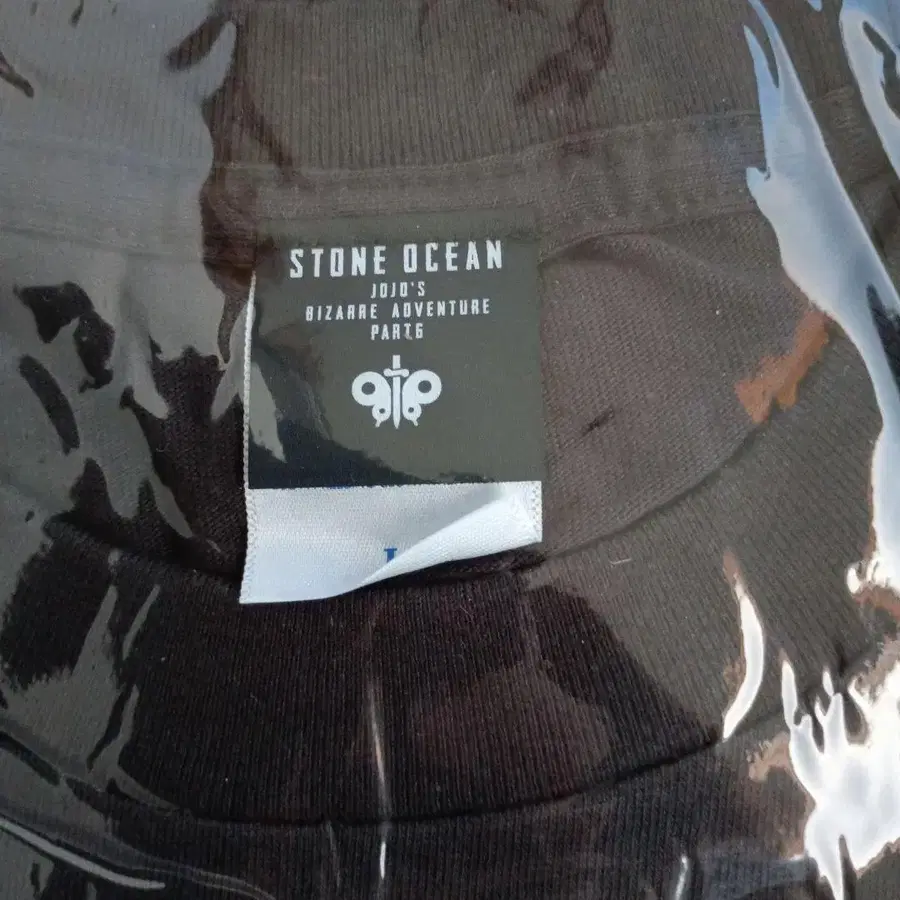 STONE OCEAN
JOJO'S
BIZARRE ADVENTURE
PART6